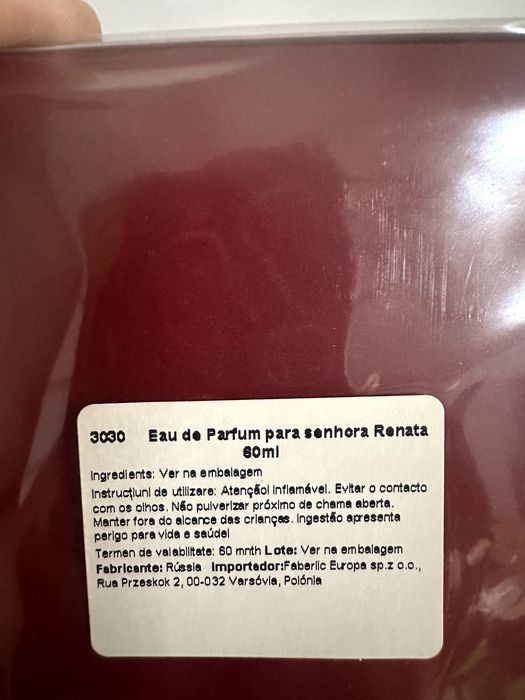 3030 Eau de Parfum para senhora Renata
60ml
Ingredients: Ver na embalagem
Instrucțiuni de utilizare: Atenção! Inflamável. Evitar o contacto
com os olhos. Não pulverizar próximo de chama aberta.
Manter fora do alcance das crianças. Ingestão apresenta
perigo para vida e saúde!
Termen de valabilitate: 60 mnth Lote: Ver na embalagem
Fabricante: Rússia Importador:Faberlic Europa sp.z o.o.,
Rua Przeskok 2, 00-032 Varsóvia, Polónia